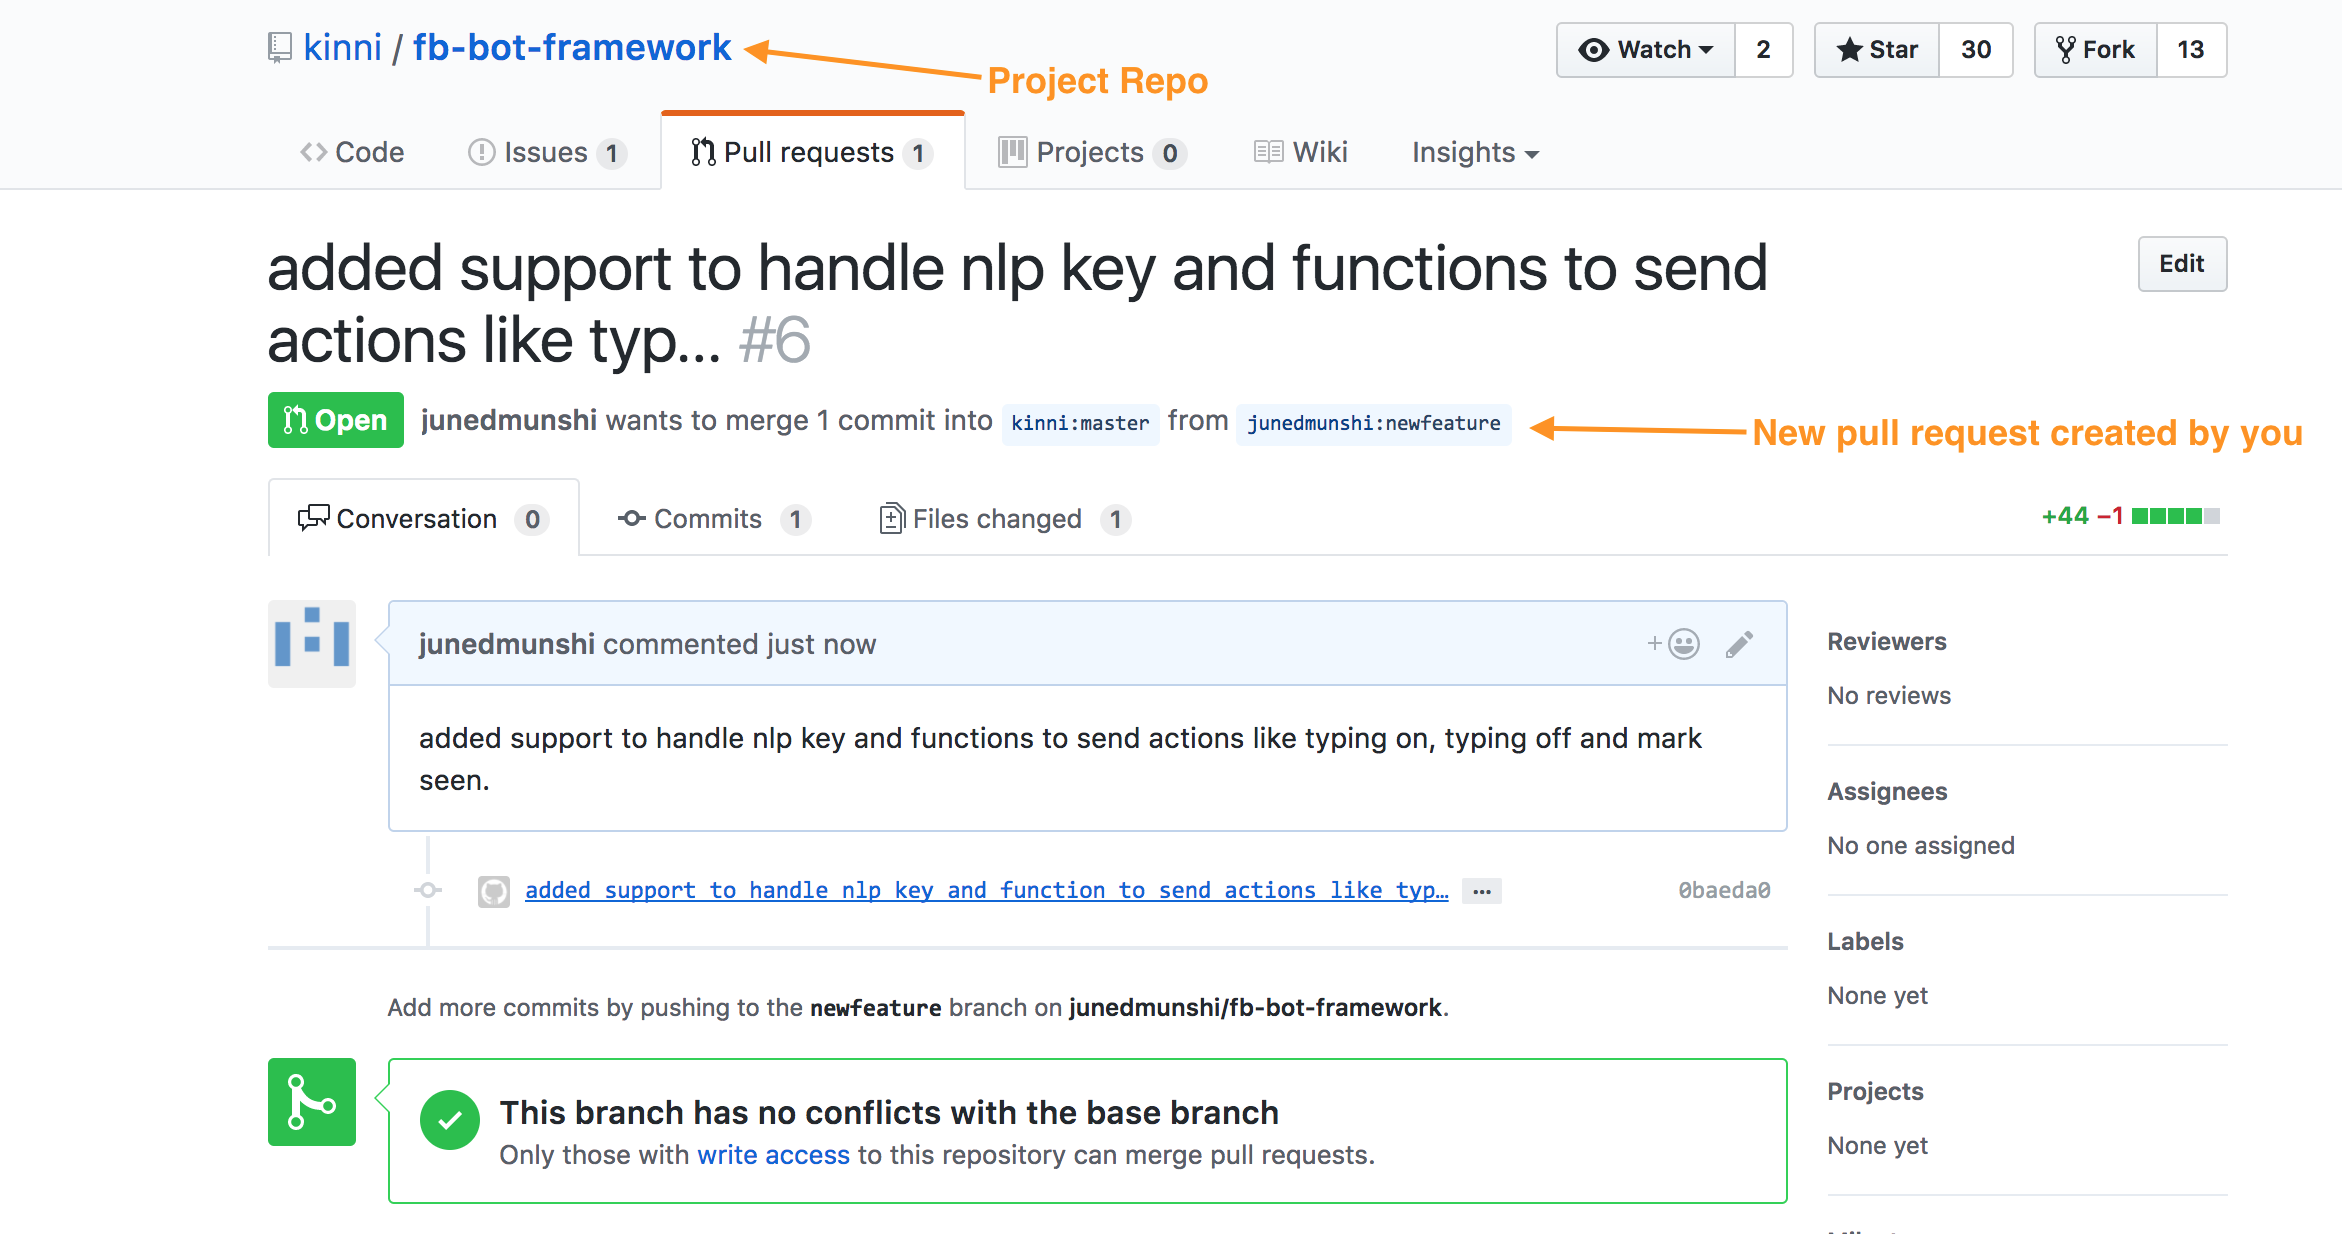 kinni / fb-bot-framework
Project Repo
Watch 2
Star 30
Fork 13
Code
Issues 1
Pull requests 1
Projects 0
Wiki
Insights
added support to handle nlp key and functions to send
actions like typ... #6
Edit
Open
junedmunshi wants to merge 1 commit into kinni:master from junedmunshi:newfeature
New pull request created by you
Conversation 0
Commits 1
Files changed 1
+44 −1
junedmunshi commented just now
added support to handle nlp key and functions to send actions like typing on, typing off and mark
seen.
added support to handle nlp key and function to send actions like typ… ...
0baeda0
Add more commits by pushing to the newfeature branch on junedmunshi/fb-bot-framework.
This branch has no conflicts with the base branch
Only those with write access to this repository can merge pull requests.
Reviewers
No reviews
Assignees
No one assigned
Labels
None yet
Projects
None yet